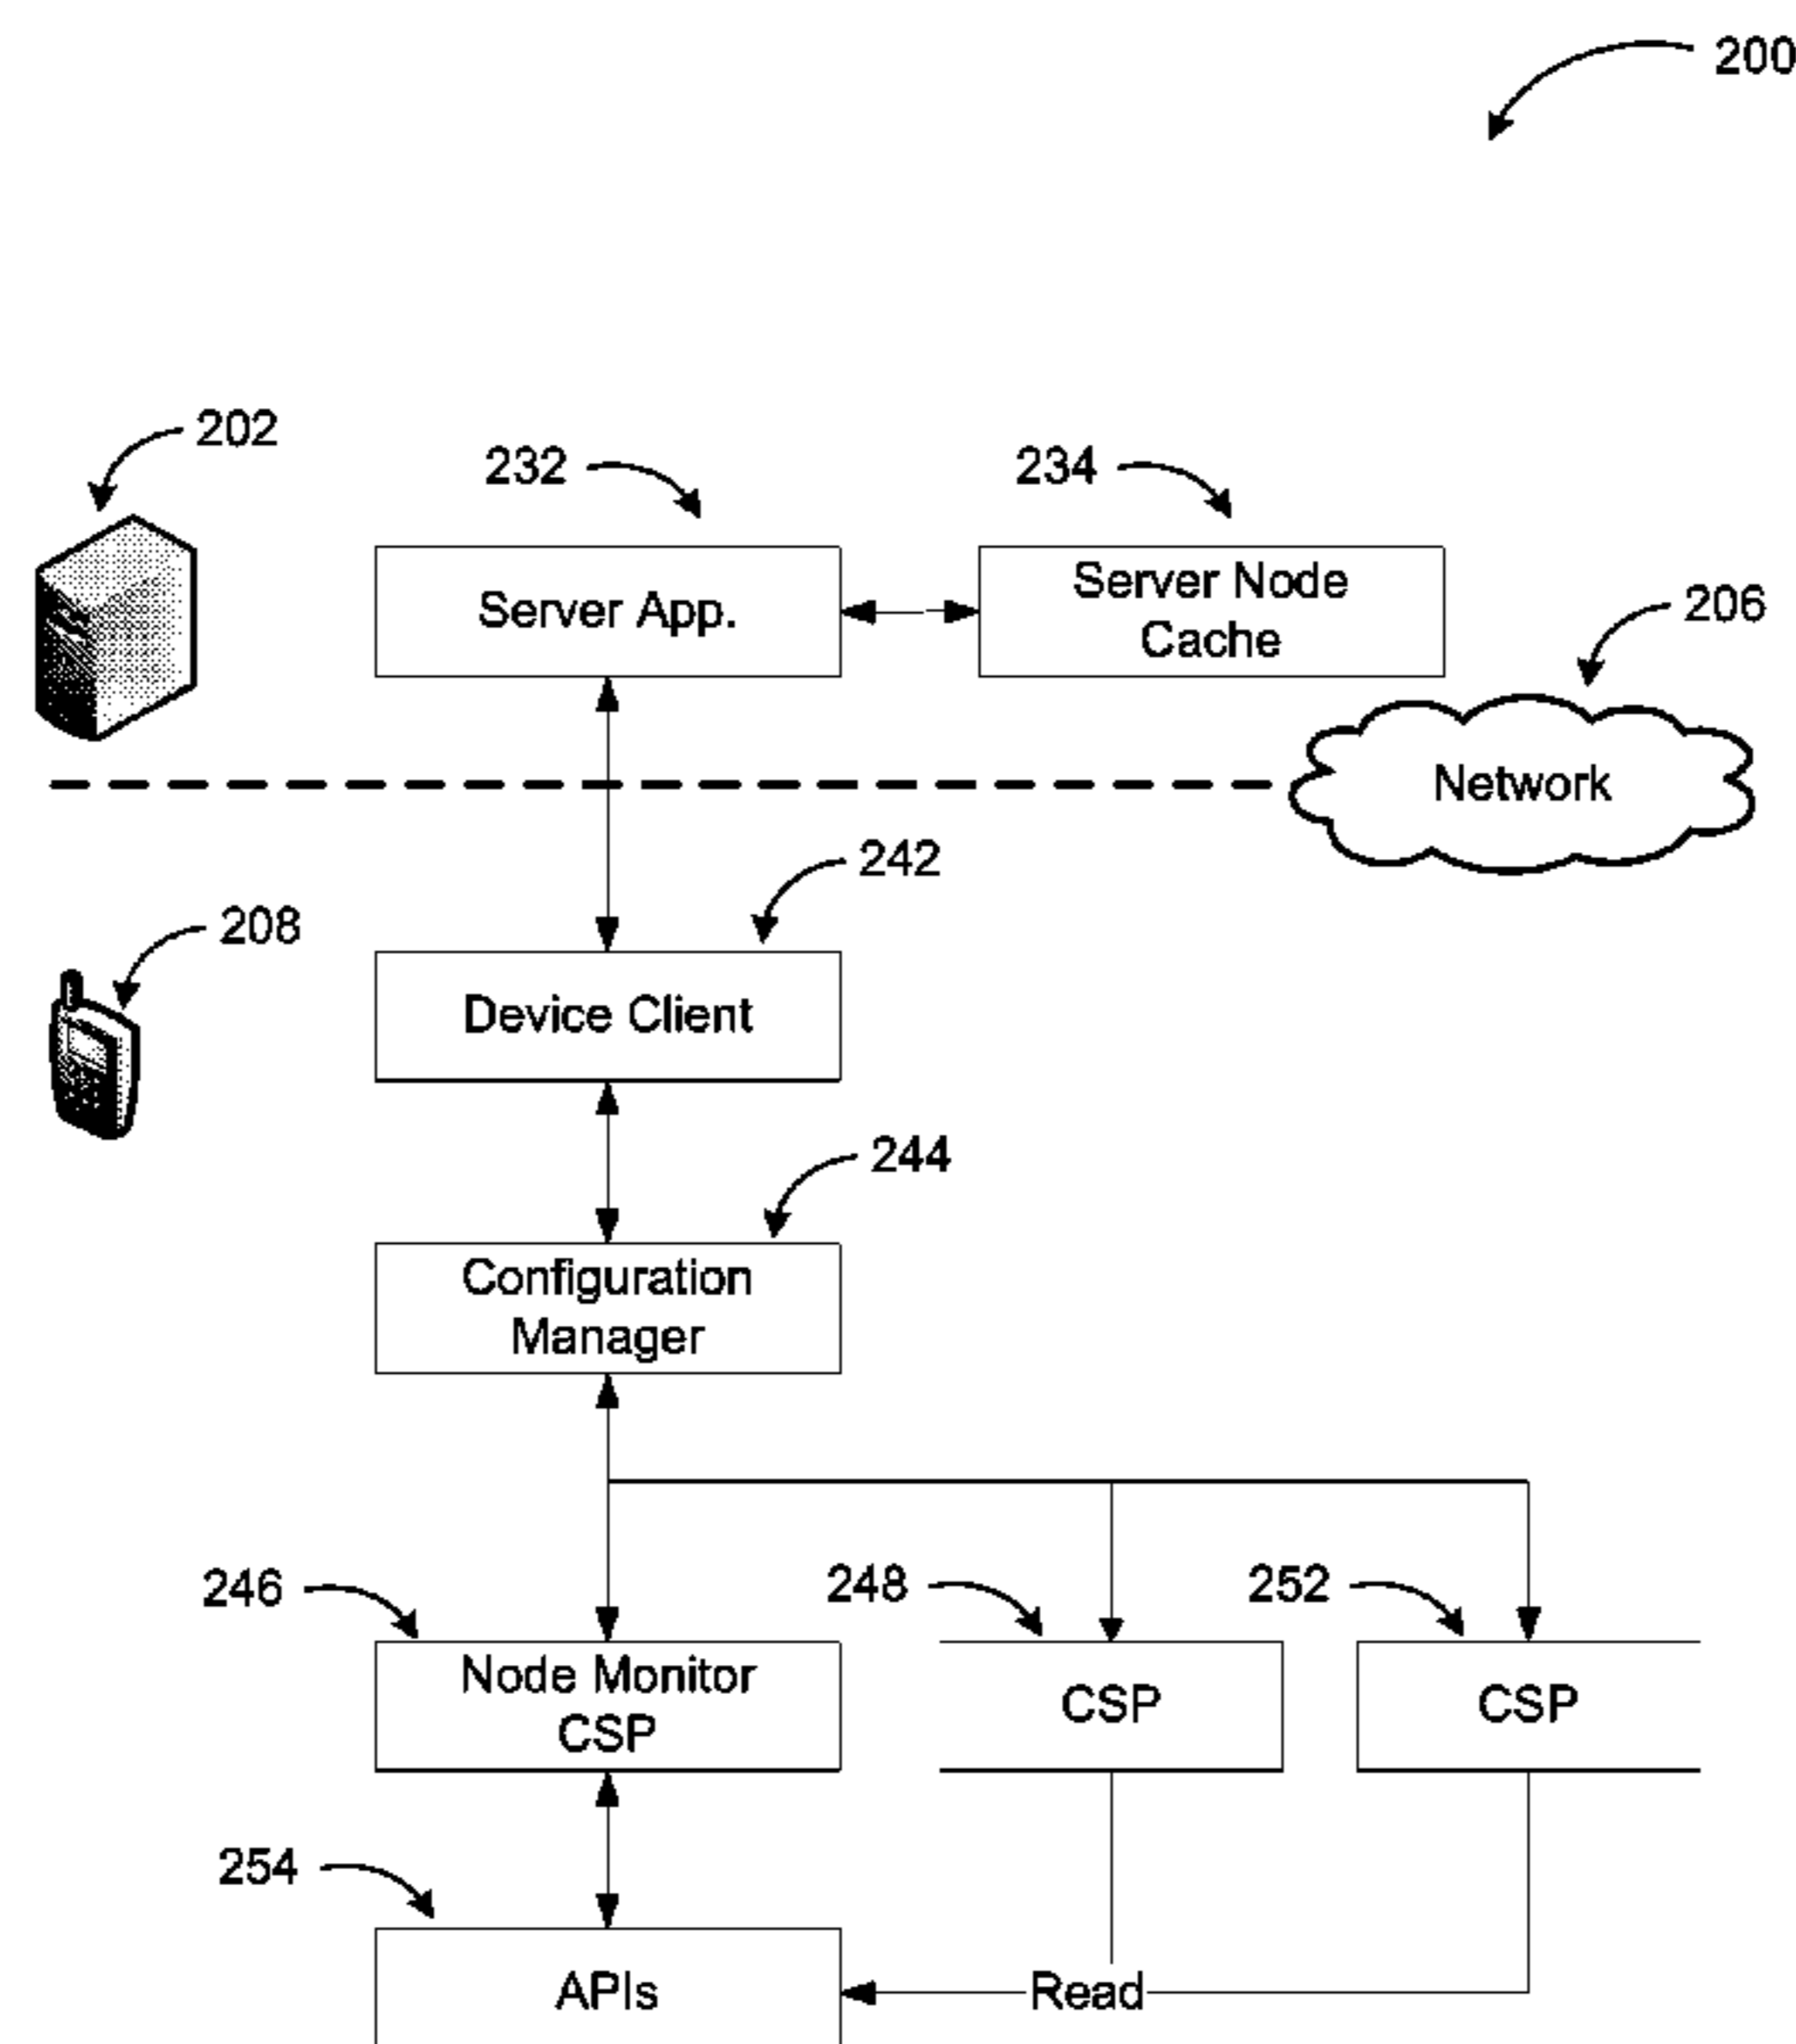 200
202
232
234
Server App.
Server Node
Cache
206
Network
242
208
Device Client
244
Configuration
Manager
246
248
252
Node Monitor
CSP
CSP
CSP
254
APIs
Read